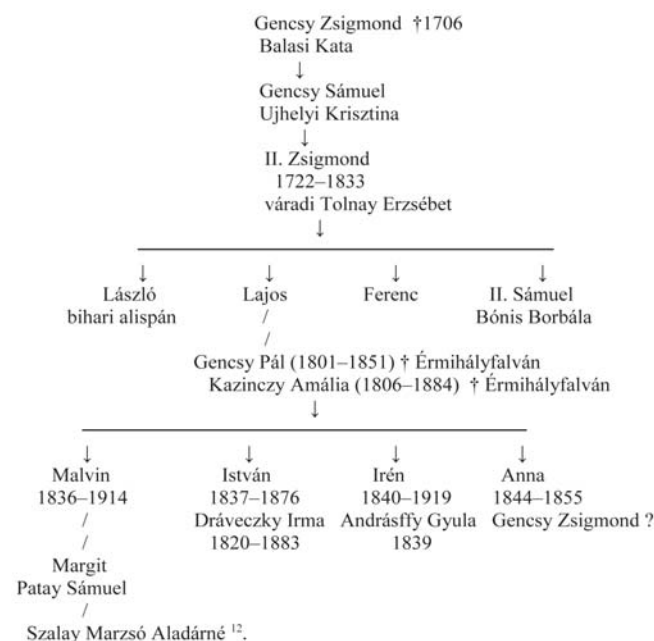 Gencsy Zsigmond †1706
Balasi Kata
↓
Gencsy Sámuel
Ujhelyi Krisztina
↓
II. Zsigmond
1722–1833
váradi Tolnay Erzsébet
↓
↓ ↓ ↓ ↓
László Lajos Ferenc II. Sámuel
bihari alispán / Bónis Borbála
/
Gencsy Pál (1801–1851) † Érmihályfalván
Kazinczy Amália (1806–1884) † Érmihályfalván
↓
↓ ↓ ↓ ↓
Malvin István Irén Anna
1836–1914 1837–1876 1840–1919 1844–1855
/ Dráveczky Irma Andrásffy Gyula Gencsy Zsigmond ?
/ 1820–1883 1839
Margit
Patay Sámuel
/
Szalay Marzsó Aladárné 12.